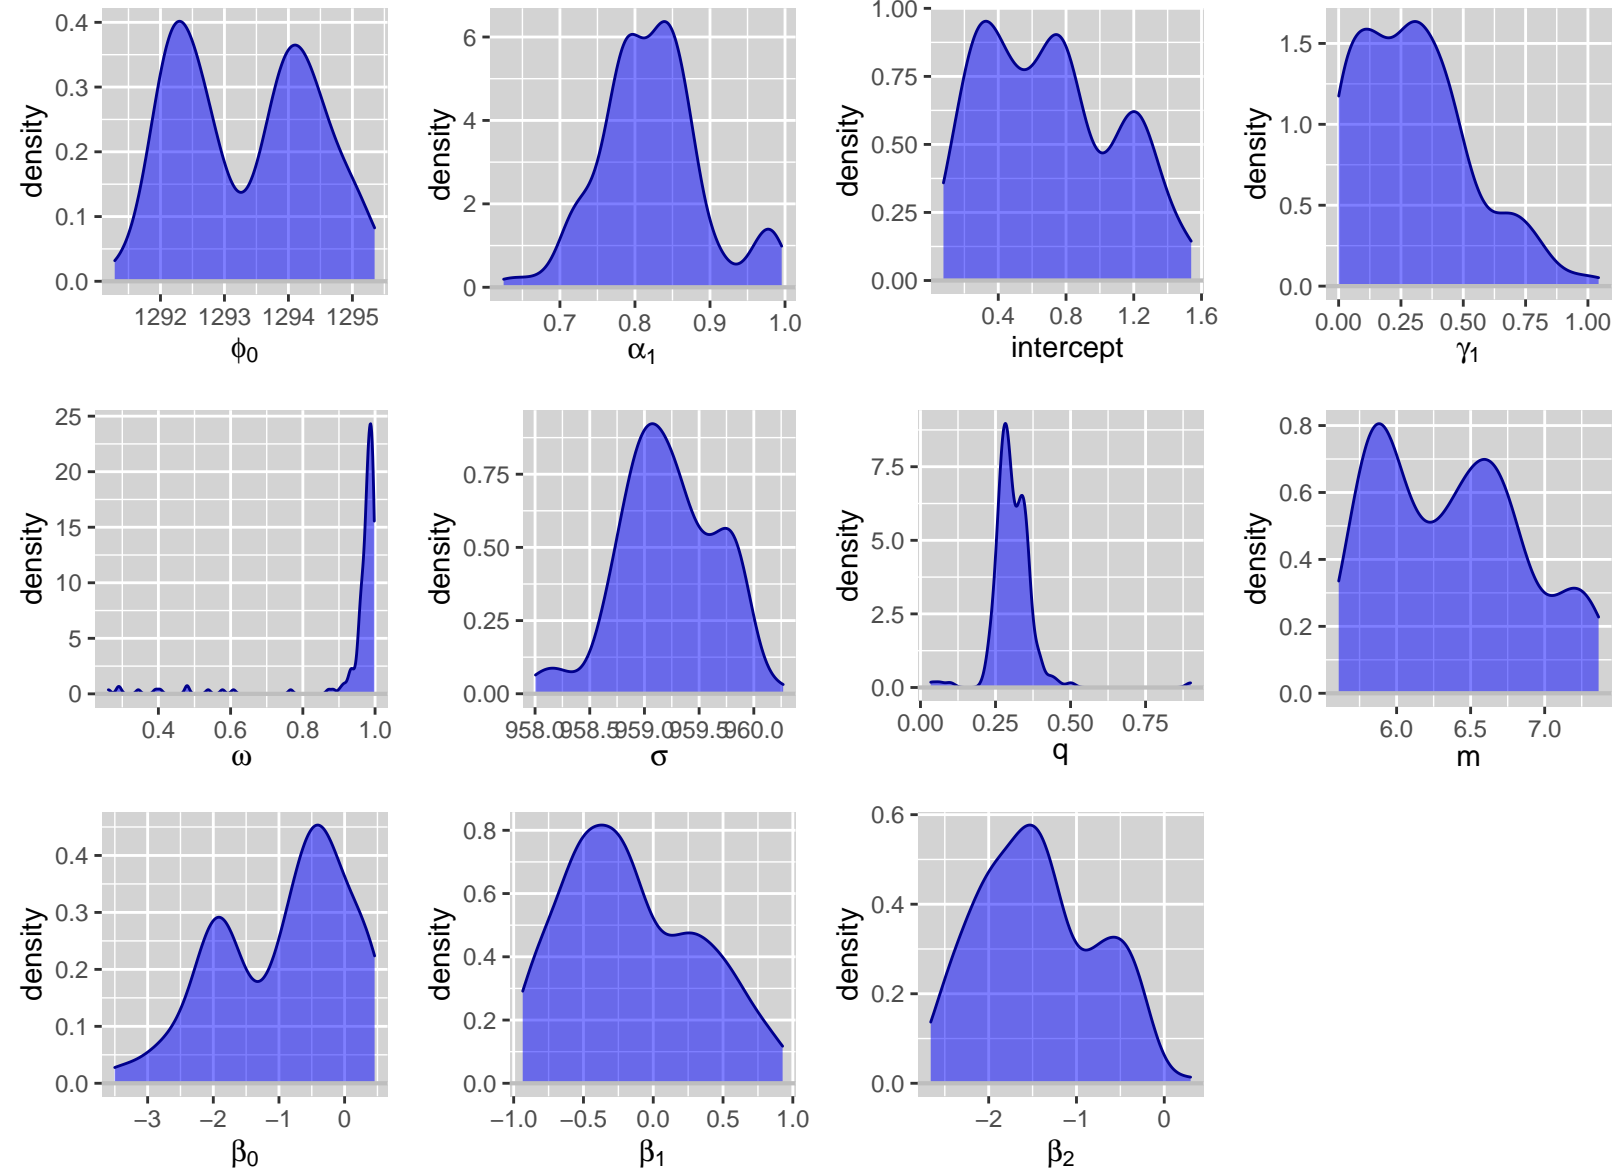 density
0.4
0.3
0.2
0.1
0.0
1292 1293 1294 1295
ϕ0
density
6
4
2
0
0.7 0.8 0.9 1.0
α1
density
1.00
0.75
0.50
0.25
0.00
0.4 0.8 1.2 1.6
intercept
density
1.5
1.0
0.5
0.0
0.00 0.25 0.50 0.75 1.00
γ1
density
25
20
15
10
5
0
0.4 0.6 0.8 1.0
ω
density
0.75
0.50
0.25
0.00
958.0 958.5 959.0 959.5 960.0
σ
density
7.5
5.0
2.5
0.0
0.00 0.25 0.50 0.75
q
density
0.8
0.6
0.4
0.2
0.0
6.0 6.5 7.0
m
density
0.4
0.3
0.2
0.1
0.0
−3 −2 −1 0
β0
density
0.8
0.6
0.4
0.2
0.0
−1.0 −0.5 0.0 0.5 1.0
β1
density
0.6
0.4
0.2
0.0
−2 −1 0
β2